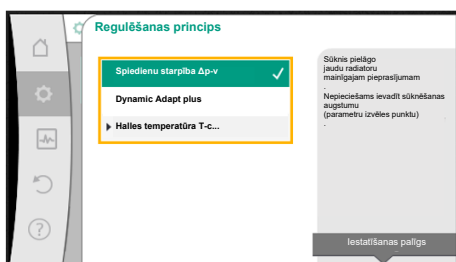 Regulēšanas princips
Spiedienu starpība Δp-v
Dynamic Adapt plus
Halles temperatūra T-c...
Sūknis pielāgo
jaudu radiatoru
mainīgajam pieprasījumam
.
Nepieciešams ievadīt sūknēšanas
augstumu
(parametru izvēles punktu)
.
Iestatīšanas palīgs